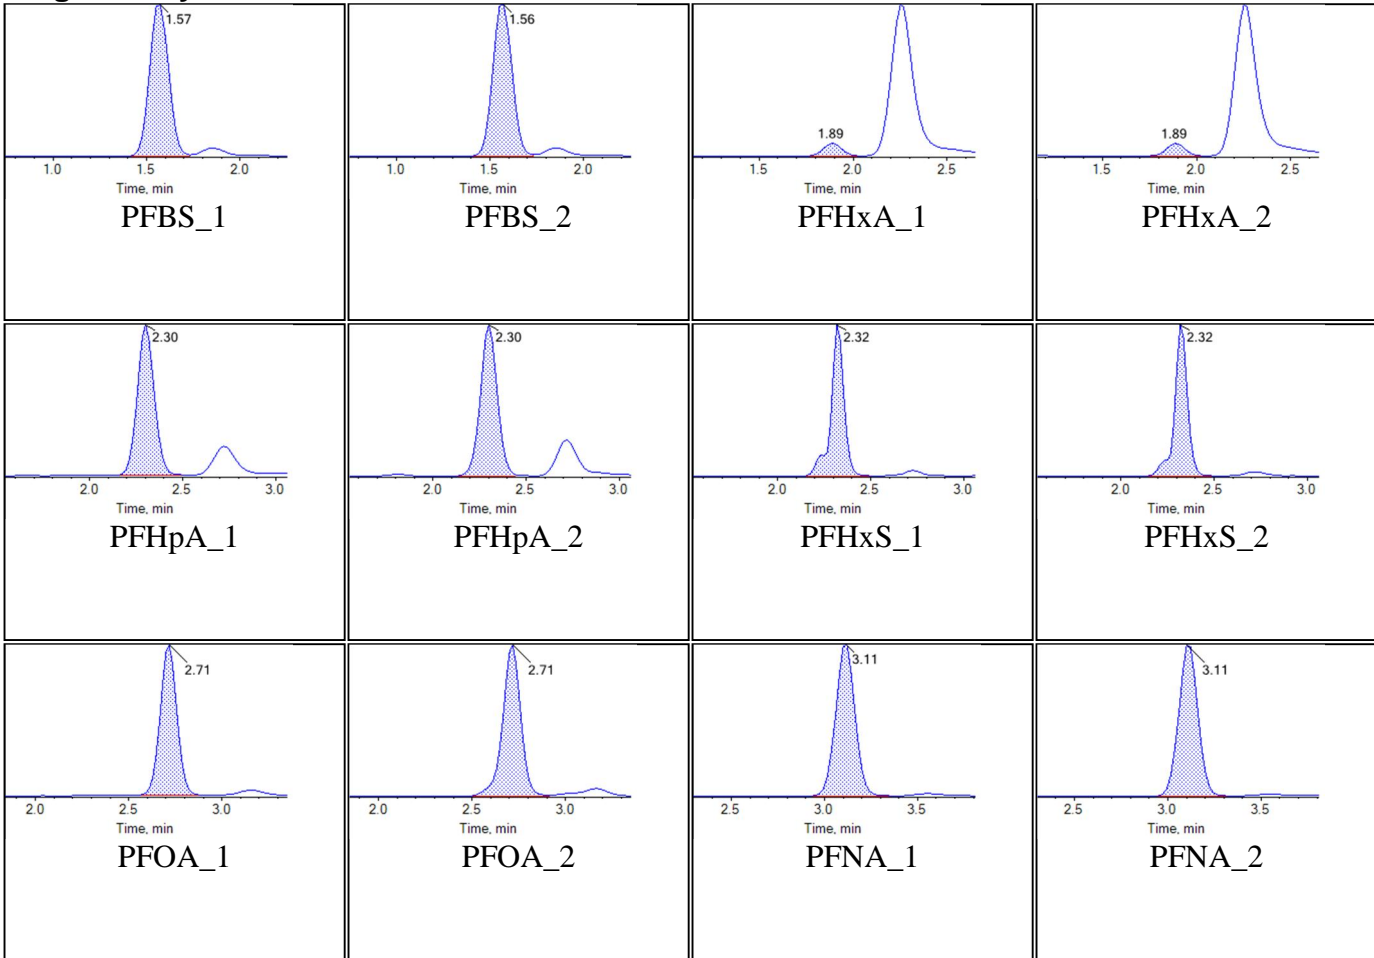 1.57
1.0 1.5 2.0
Time, min
PFBS_1
1.56
1.0 1.5 2.0
Time, min
PFBS_2
1.89
1.5 2.0 2.5
Time, min
PFHxA_1
1.89
1.5 2.0 2.5
Time, min
PFHxA_2
2.30
2.0 2.5 3.0
Time, min
PFHpA_1
2.30
2.0 2.5 3.0
Time, min
PFHpA_2
2.32
2.0 2.5 3.0
Time, min
PFHxS_1
2.32
2.0 2.5 3.0
Time, min
PFHxS_2
2.71
2.0 2.5 3.0
Time, min
PFOA_1
2.71
2.0 2.5 3.0
Time, min
PFOA_2
3.11
2.5 3.0 3.5
Time, min
PFNA_1
3.11
2.5 3.0 3.5
Time, min
PFNA_2